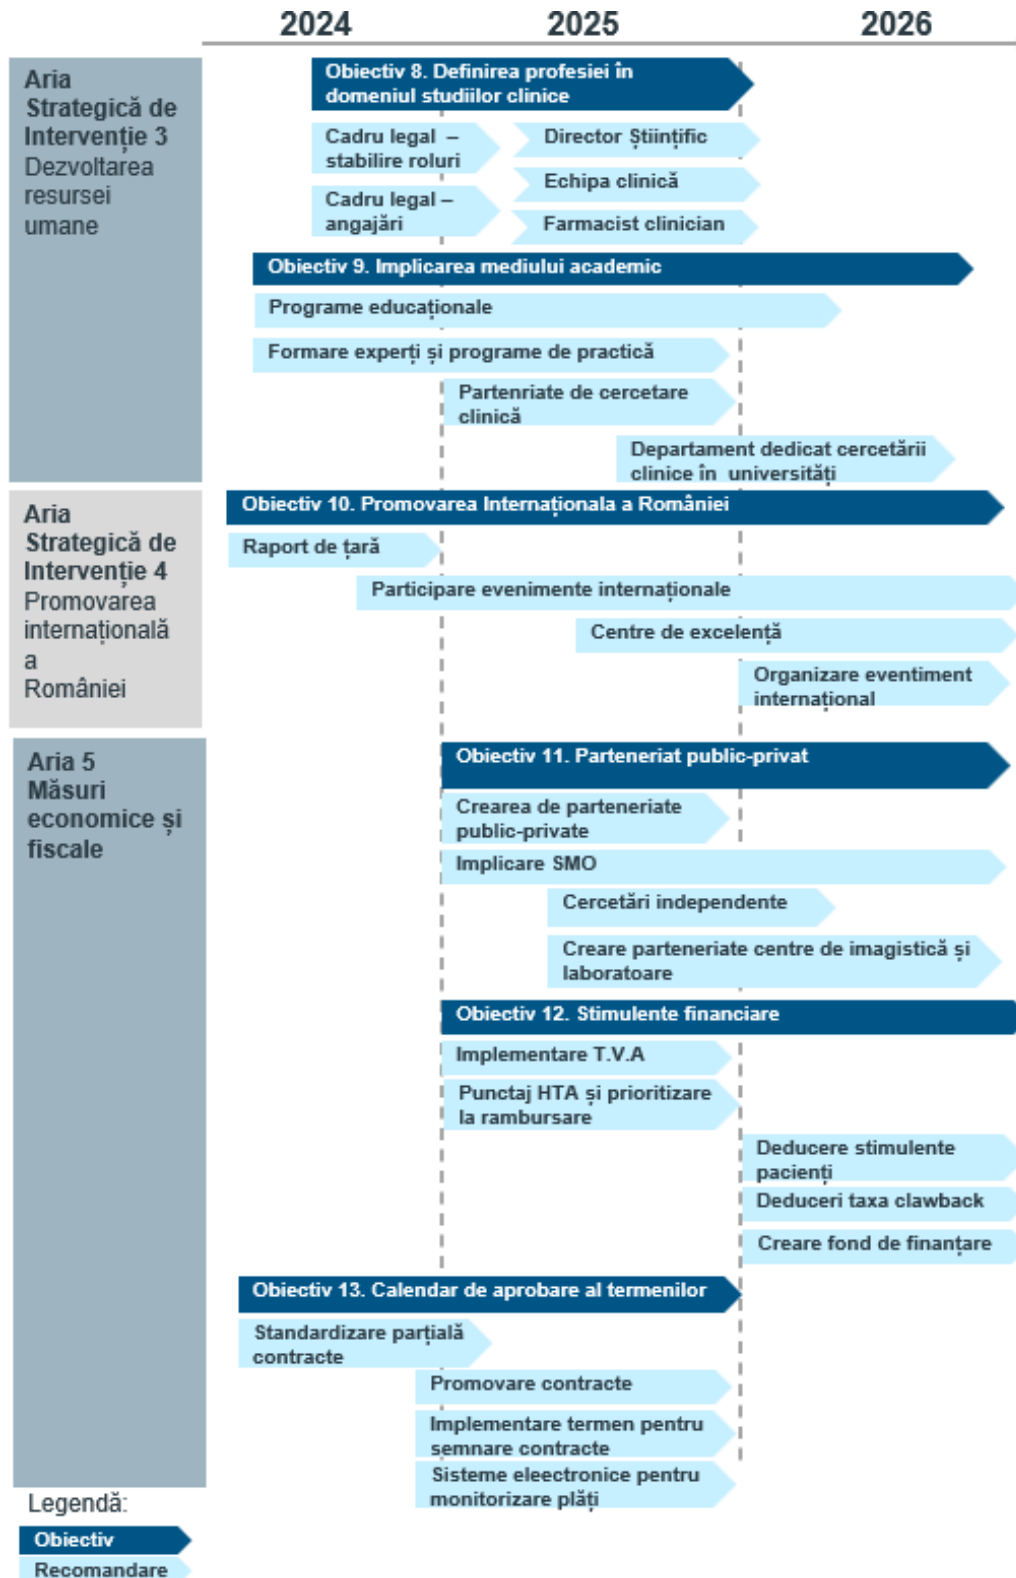 2024 2025 2026
Aria
Strategică de
Intervenție 3
Dezvoltarea
resursei
umane
Obiectiv 8. Definirea profesiei în
domeniul studiilor clinice
Cadru legal –
stabilire roluri
Cadru legal –
angajări
Director Științific
Echipa clinică
Farmacist clinician
Obiectiv 9. Implicarea mediului academic
Programe educaționale
Formare experți și programe de practică
Partenriate de cercetare
clinică
Departament dedicat cercetării
clinice în universități
Aria
Strategică de
Intervenție 4
Promovarea
internațională
a
României
Obiectiv 10. Promovarea Internaționala a României
Raport de țară
Participare evenimente internaționale
Centre de excelență
Organizare eventiment
internațional
Aria 5
Măsuri
economice și
fiscale
Obiectiv 11. Parteneriat public-privat
Crearea de parteneriate
public-private
Implicare SMO
Cercetări independente
Creare parteneriate centre de imagistică și
laboratoare
Obiectiv 12. Stimulente financiare
Implementare T.V.A
Punctaj HTA și prioritizare
la rambursare
Deducere stimulente
pacienți
Deduceri taxa clawback
Creare fond de finanțare
Obiectiv 13. Calendar de aprobare al termenilor
Standardizare parțială
contracte
Promovare contracte
Implementare termen pentru
semnare contracte
Sisteme eleectronice pentru
monitorizare plăți
Legendă:
Obiectiv
Recomandare